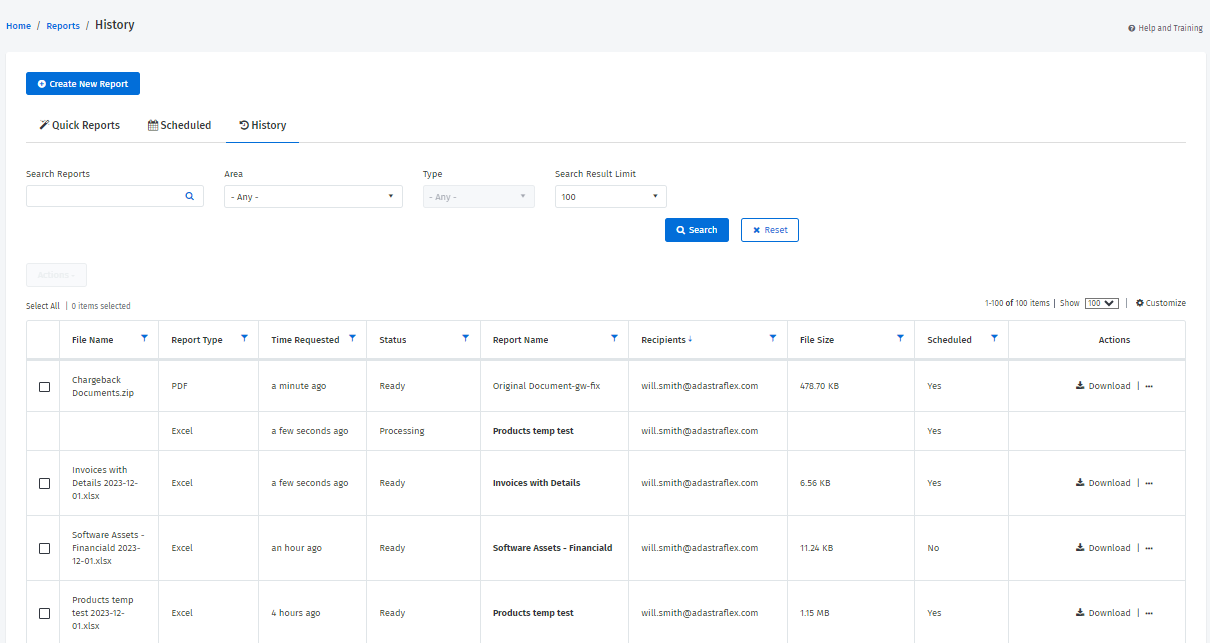 Home / Reports / History
Help and Training
Create New Report
Quick Reports Scheduled History
Search Reports Area Type Search Result Limit
- Any - - Any - 100
Search Reset
Actions -
Select All | 0 items selected 1-100 of 100 items | Show 100 | Customize
File Name Report Type Time Requested Status Report Name Recipients File Size Scheduled Actions
Chargeback
Documents.zip
PDF a minute ago Ready Original Document-gw-fix will.smith@adastraflex.com 478.70 KB Yes Download | ...
Excel a few seconds ago Processing Products temp test will.smith@adastraflex.com Yes
Invoices with
Details 2023-12-
01.xlsx
Excel a few seconds ago Ready Invoices with Details will.smith@adastraflex.com 6.56 KB Yes Download | ...
Software Assets -
Financiald 2023-
12-01.xlsx
Excel an hour ago Ready Software Assets - Financiald will.smith@adastraflex.com 11.24 KB No Download | ...
Products temp
test 2023-12-
01.xlsx
Excel 4 hours ago Ready Products temp test will.smith@adastraflex.com 1.15 MB Yes Download | ...